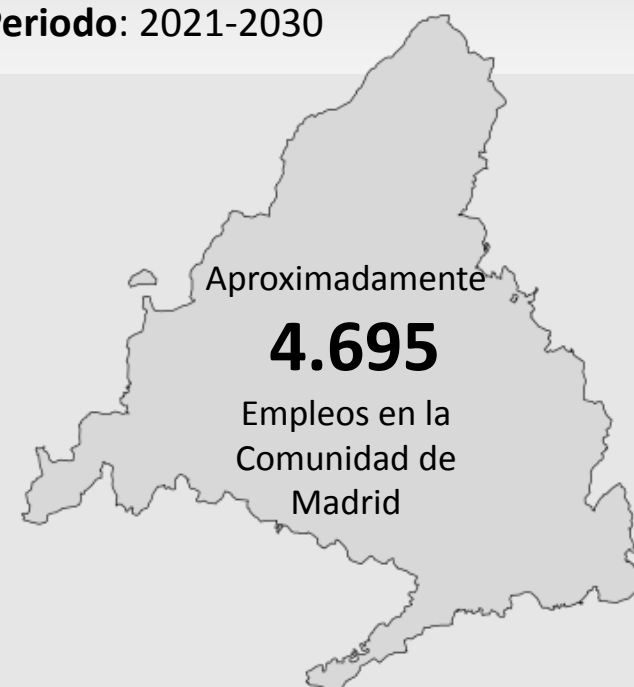 Periodo: 2021-2030
Aproximadamente
4.695
Empleos en la
Comunidad de
Madrid